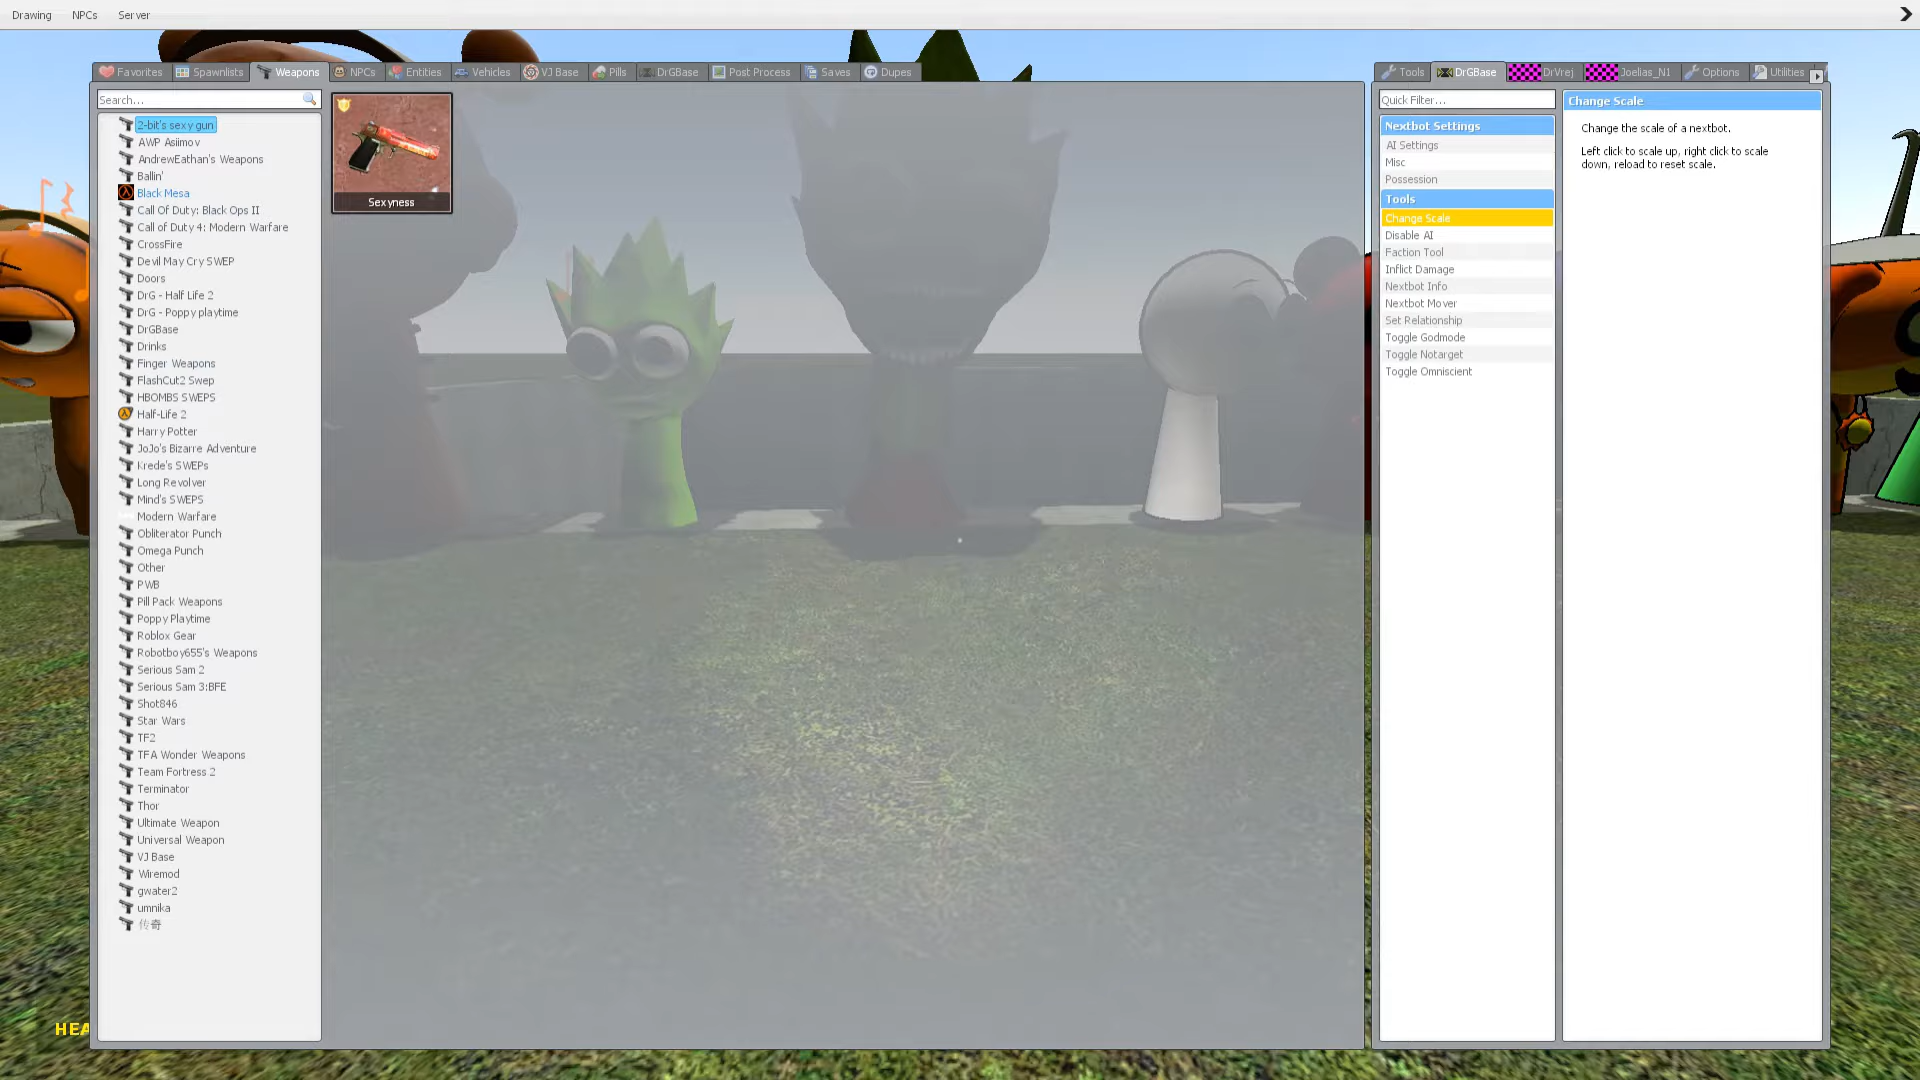 Drawing NPCs Server
Favorites Spawnlists Weapons NPCs Entities Vehicles VJ Base Pills DrGBase Post Process Saves Dupes
Tools DrGBase DrVrej Joelias_N1 Options Utilities
Search...
2-bit's sexy gun
AWP Asiimov
AndrewEathan's Weapons
Ballin'
Black Mesa
Call Of Duty: Black Ops II
Call of Duty 4: Modern Warfare
CrossFire
Devil May Cry SWEP
Doors
DrG - Half Life 2
DrG - Poppy playtime
DrGBase
Drinks
Finger Weapons
FlashCut2 Swep
HBOMBS SWEPS
Half-Life 2
Harry Potter
JoJo's Bizarre Adventure
Krede's SWEPs
Long Revolver
Mind's SWEPS
Modern Warfare
Obliterator Punch
Omega Punch
Other
PWB
Pill Pack Weapons
Poppy Playtime
Roblox Gear
Robotboy655's Weapons
Serious Sam 2
Serious Sam 3:BFE
Shot846
Star Wars
TF2
TFA Wonder Weapons
Team Fortress 2
Terminator
Thor
Ultimate Weapon
Universal Weapon
VJ Base
Wiremod
gwater2
umnika
传奇
Sexyness
Quick Filter...
Nextbot Settings
AI Settings
Misc
Possession
Tools
Change Scale
Disable AI
Faction Tool
Inflict Damage
Nextbot Info
Nextbot Mover
Set Relationship
Toggle Godmode
Toggle Notarget
Toggle Omniscient
Change Scale
Change the scale of a nextbot.
Left click to scale up, right click to scale
down, reload to reset scale.
HEA